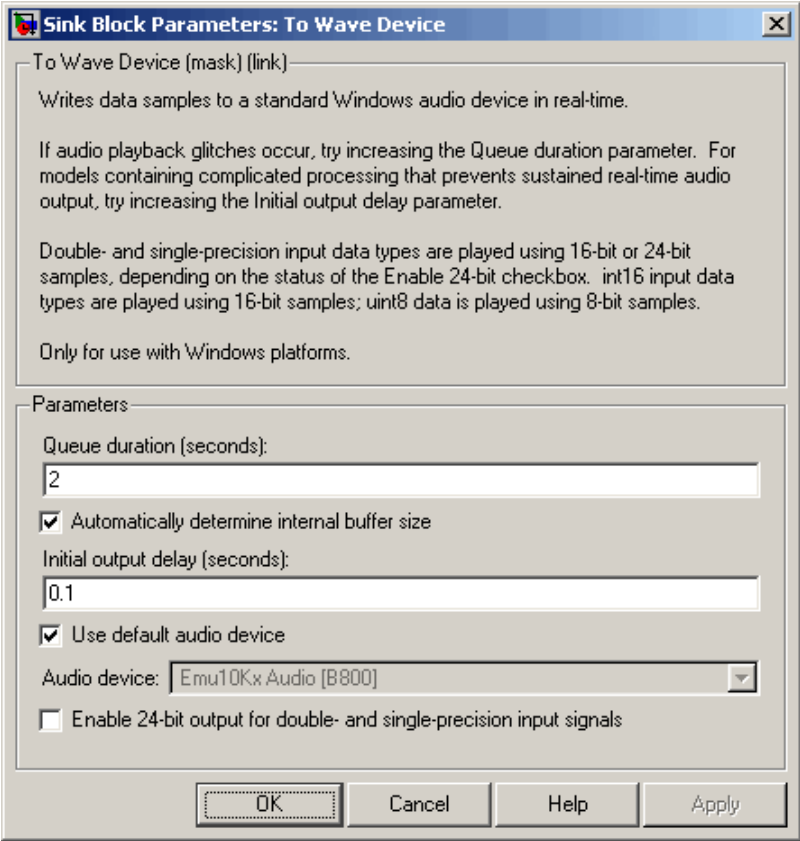 Sink Block Parameters: To Wave Device
To Wave Device (mask) (link)
Writes data samples to a standard Windows audio device in real-time.
If audio playback glitches occur, try increasing the Queue duration parameter.  For
models containing complicated processing that prevents sustained real-time audio
output, try increasing the Initial output delay parameter.
Double- and single-precision input data types are played using 16-bit or 24-bit
samples, depending on the status of the Enable 24-bit checkbox.  int16 input data
types are played using 16-bit samples; uint8 data is played using 8-bit samples.
Only for use with Windows platforms.
Parameters
Queue duration (seconds):
2
Automatically determine internal buffer size
Initial output delay (seconds):
0.1
Use default audio device
Audio device: Emu10Kx Audio [B800]
Enable 24-bit output for double- and single-precision input signals
OK Cancel Help Apply